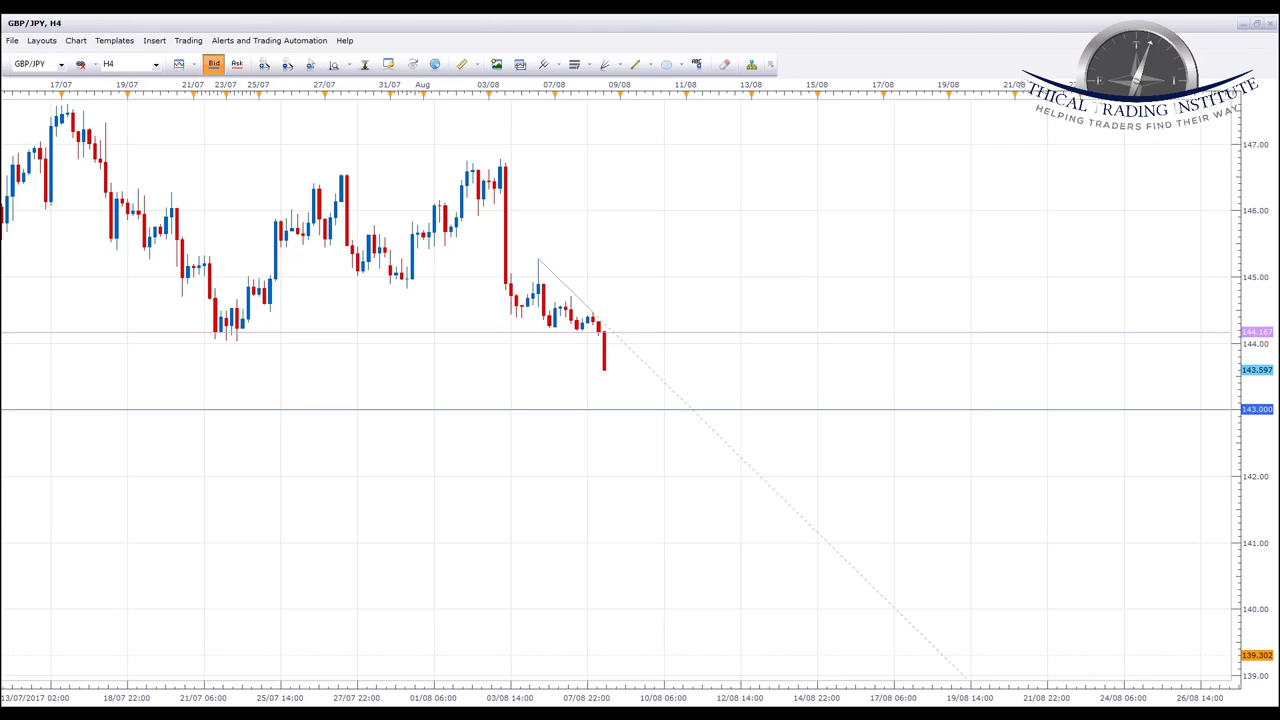 GBP/JPY, H4
File Layouts Chart Templates Insert Trading Alerts and Trading Automation Help
GBP/JPY H4 Bid Ask
17/07 19/07 21/07 23/07 25/07 27/07 31/07 Aug 03/08 07/08 09/08 11/08 13/08 15/08 17/08 19/08 21/08
T
E I
THICAL TRADING INSTITUTE
HELPING TRADERS FIND THEIR WAY
147.00
146.00
145.00
144.167
144.00
143.597
143.000
142.00
141.00
140.00
139.302
139.00
13/07/2017 02:00 18/07 22:00 21/07 06:00 25/07 14:00 27/07 22:00 01/08 06:00 03/08 14:00 07/08 22:00 10/08 06:00 12/08 14:00 14/08 22:00 17/08 06:00 19/08 14:00 21/08 22:00 24/08 06:00 26/08 14:00